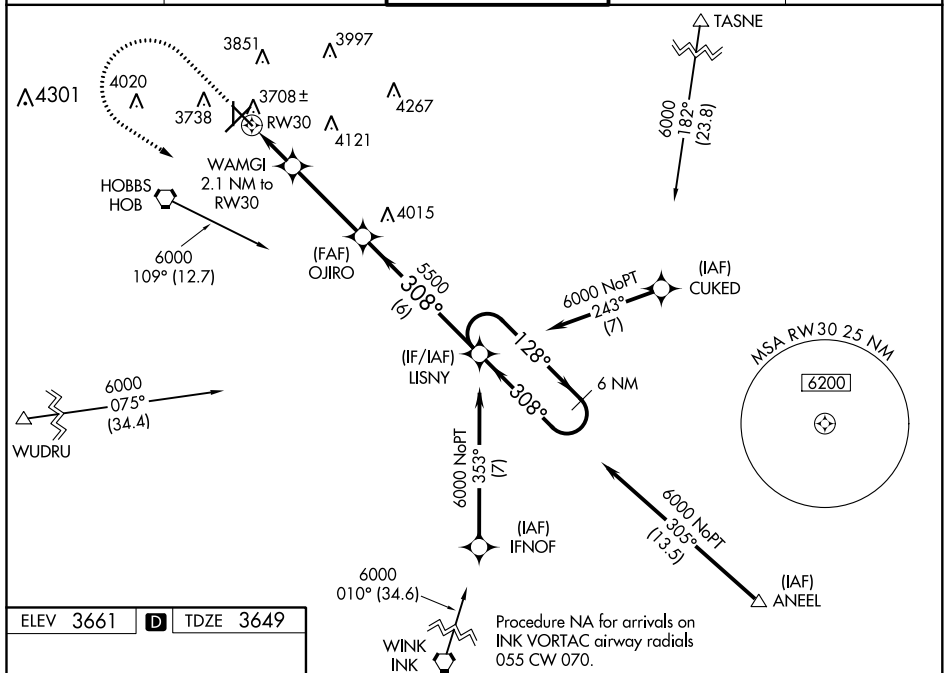 TASNE
6000
182°
(23.8)
3851
3997
4301
4020
3738
3708±
RW30
4267
4121
WAMGI
2.1 NM to
RW30
HOBBS
HOB
6000
109° (12.7)
4015
(FAF)
OJIRO
5500
308°
(6)
(IAF)
CUKED
6000 NoPT
243°
(7)
(IF/IAF)
LISNY
128°
308°
6 NM
MSA RW30 25 NM
6200
6000
075°
(34.4)
WUDRU
6000 NoPT
353°
(7)
(IAF)
IFNOF
6000 NoPT
305°
(13.5)
(IAF)
ANEEL
6000
010° (34.6)
WINK
INK
Procedure NA for arrivals on
INK VORTAC airway radials
055 CW 070.
ELEV 3661 D TDZE 3649